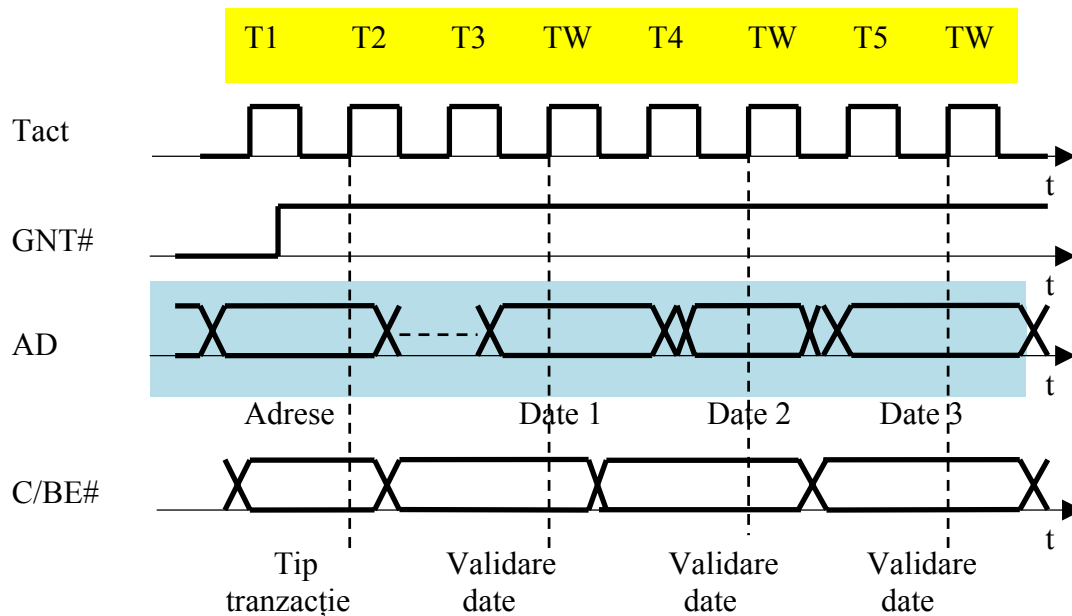 T1 T2 T3 TW T4 TW T5 TW
Tact
t
GNT#
t
AD
t
Adrese Date 1 Date 2 Date 3
C/BE#
t
Tip Validare Validare Validare
tranzacție date date date